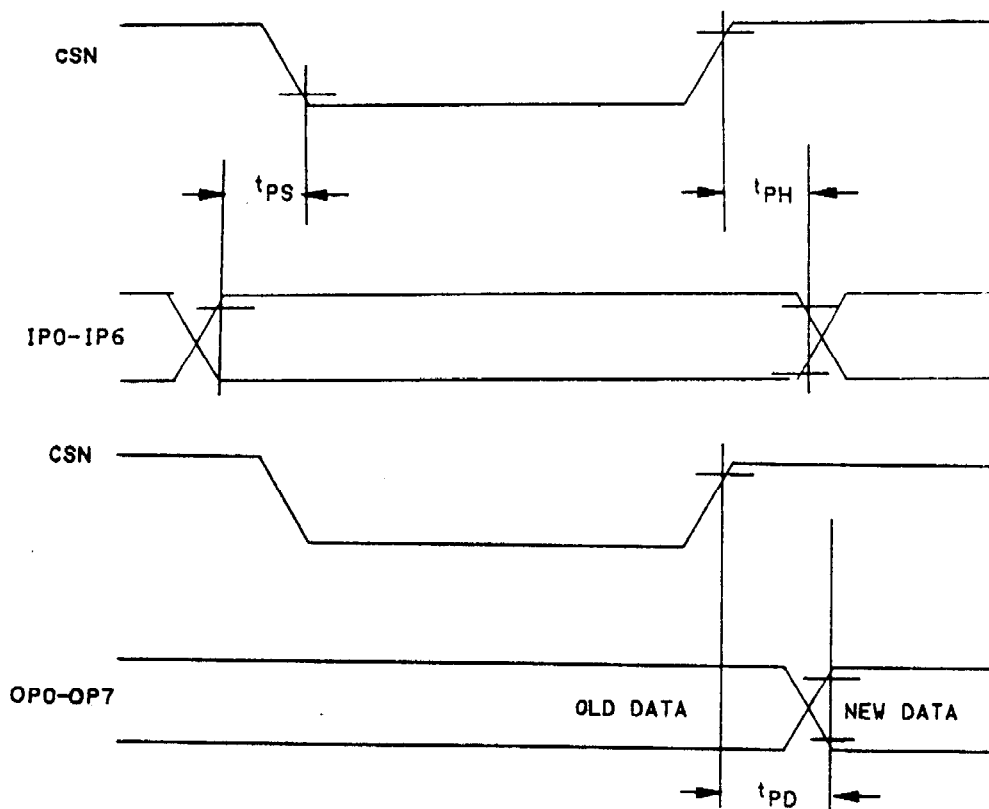 CSN
tPS
tPH
IP0-IP6
CSN
OP0-OP7
OLD DATA
NEW DATA
tPD